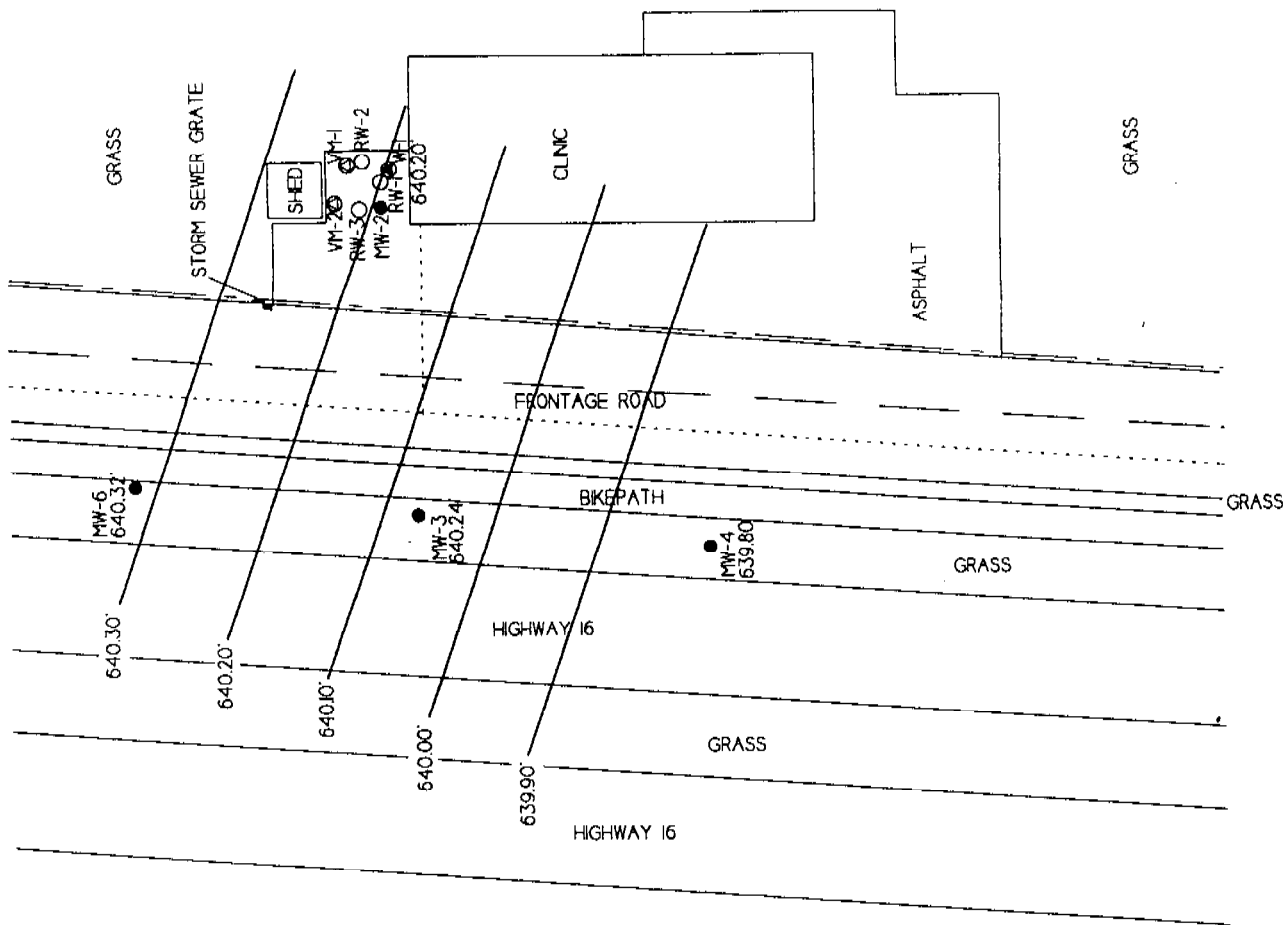 GRASS
STORM SEWER GRATE
SHED
VM-1
RW-2
VM-2
RW-3
MW-2
RW-1
640.20'
CLINIC
GRASS
ASPHALT
FRONTAGE ROAD
MW-6
640.32'
BIKEPATH
GRASS
MW-3
640.24'
MW-4
639.80'
GRASS
HIGHWAY 16
640.30'
640.20'
640.10'
640.00'
639.90'
GRASS
HIGHWAY 16